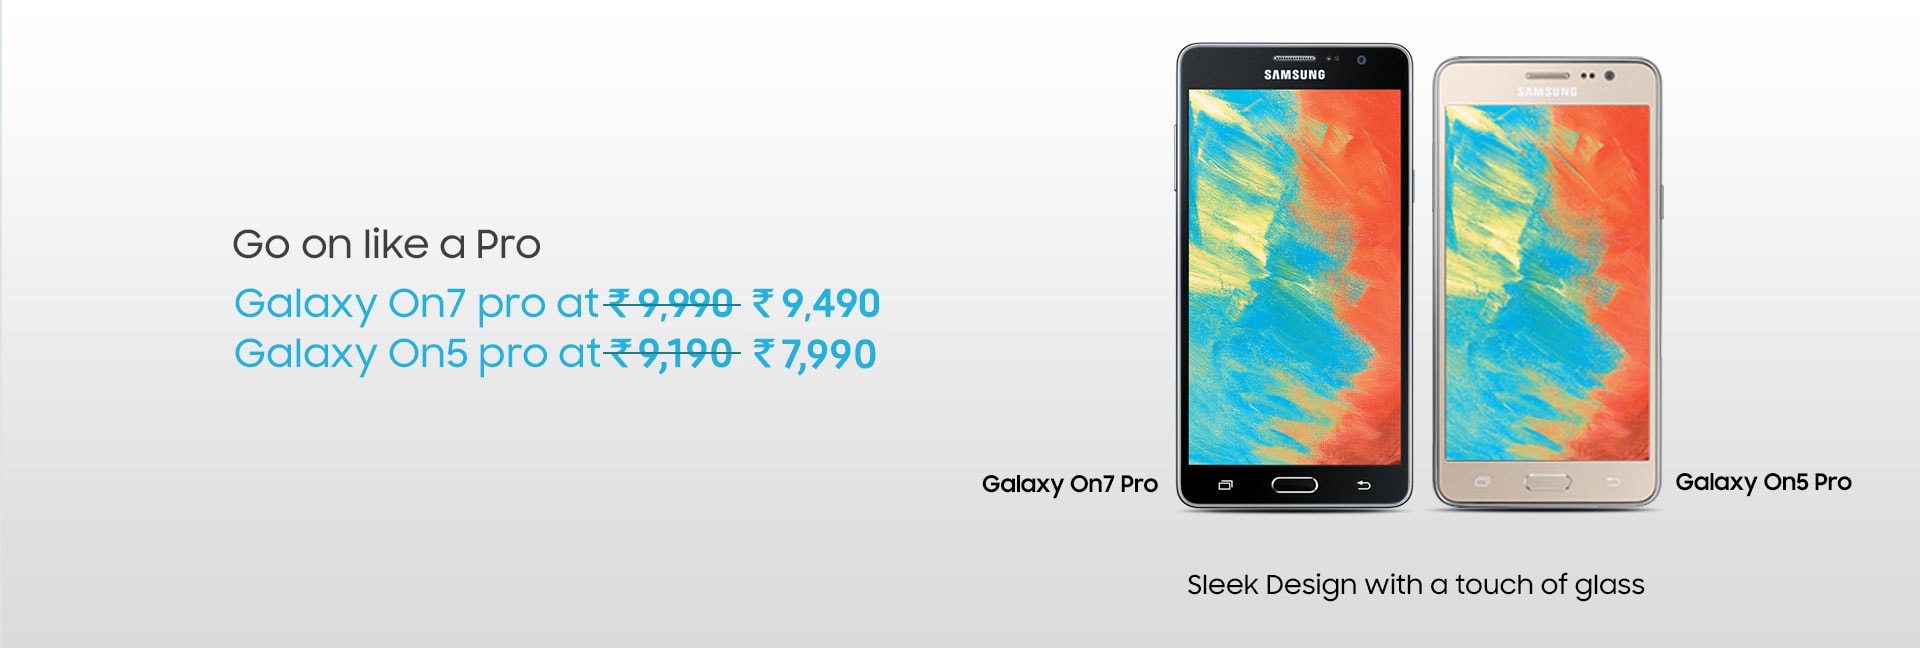 Go on like a Pro
Galaxy On7 pro at ₹ 9,990 ₹ 9,490
Galaxy On5 pro at ₹ 9,190 ₹ 7,990
SAMSUNG
SAMSUNG
Galaxy On7 Pro
Galaxy On5 Pro
Sleek Design with a touch of glass